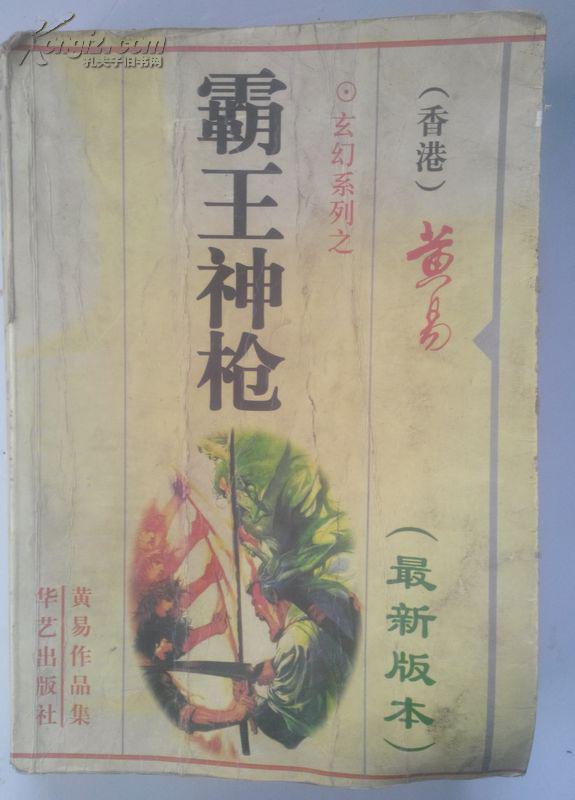 Kongfz.com
孔夫子旧书网
(香港)
黄易
⊙玄幻系列之
霸王神枪
(最新版本)
黄易作品集
华艺出版社